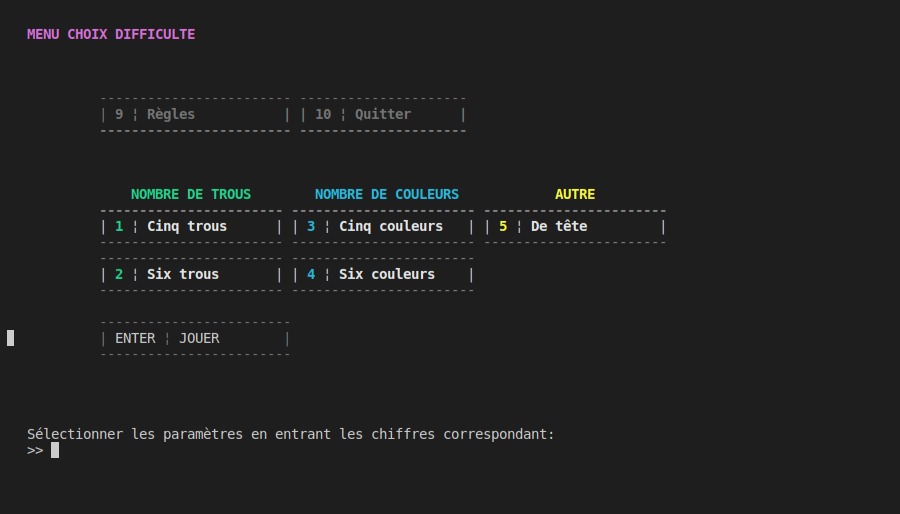 MENU CHOIX DIFFICULTE
------------------------ ---------------------
| 9 ¦ Règles           | | 10 ¦ Quitter      |
------------------------ ---------------------
NOMBRE DE TROUS NOMBRE DE COULEURS AUTRE
----------------------- ----------------------- -----------------------
| 1 ¦ Cinq trous      | | 3 ¦ Cinq couleurs   | | 5 ¦ De tête         |
----------------------- ----------------------- -----------------------
----------------------- -----------------------
| 2 ¦ Six trous       | | 4 ¦ Six couleurs    |
----------------------- -----------------------
------------------------
| ENTER ¦ JOUER        |
------------------------
Sélectionner les paramètres en entrant les chiffres correspondant:
>>